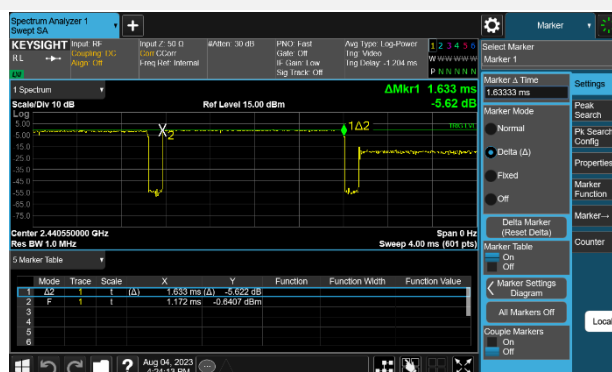 Spectrum Analyzer 1
Swept SA
+
Marker
KEYSIGHT Input: RF Input Z: 50 Ω #Atten: 30 dB PNO: Fast Avg Type: Log-Power 1 2 3 4 5 6
RL Coupling: DC Corr CCorr Gate: Off Trig: Video
Align: Off Freq Ref: Internal IF Gain: Low Trig Delay: -1.204 ms
Sig Track: Off P N N N N N
Select Marker
Marker 1
1 Spectrum
ΔMkr1 1.633 ms
Scale/Div 10 dB Ref Level 15.00 dBm -5.62 dB
Log
5.00
-5.00
-15.0
-25.0
-35.0
-45.0
-55.0
-65.0
-75.0
X2
1Δ2
Center 2.440550000 GHz Span 0 Hz
Res BW 1.0 MHz Sweep 4.00 ms (601 pts)
5 Marker Table
Mode Trace Scale X Y Function Function Width Function Value
1 Δ2 1 t (Δ) 1.633 ms (Δ) -5.622 dB
2 F 1 t 1.172 ms -0.6407 dBm
3
4
5
6
Marker Δ Time
1.63333 ms
Marker Mode
Normal
Delta (Δ)
Fixed
Off
Delta Marker
(Reset Delta)
Marker Table
On
Off
Marker Settings
Diagram
All Markers Off
Couple Markers
On
Off
Settings
Peak
Search
Pk Search
Config
Properties
Marker
Function
Marker→
Counter
Local
?
Aug 04, 2023
4:24:13 PM